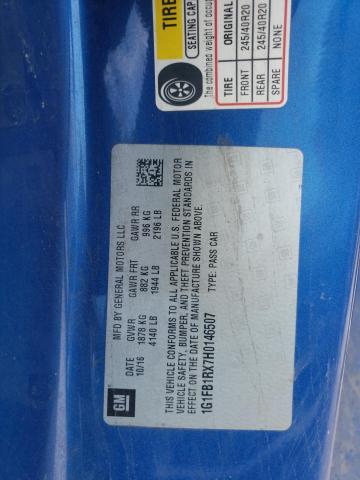 TIRE
SEATING CAP
The combined weight of occup
TIRE ORIGINAL
FRONT 245/40R20
REAR 245/40R20
SPARE NONE
MFD BY GENERAL MOTORS LLC
DATE GVWR GAWR FRT GAWR RR
10/16 1878 KG 882 KG 996 KG
4140 LB 1944 LB 2196 LB
THIS VEHICLE CONFORMS TO ALL APPLICABLE U.S. FEDERAL MOTOR
VEHICLE SAFETY, BUMPER, AND THEFT PREVENTION STANDARDS IN
EFFECT ON THE DATE OF MANUFACTURE SHOWN ABOVE.
1G1FB1RX7H0146507 TYPE: PASS CAR
GM